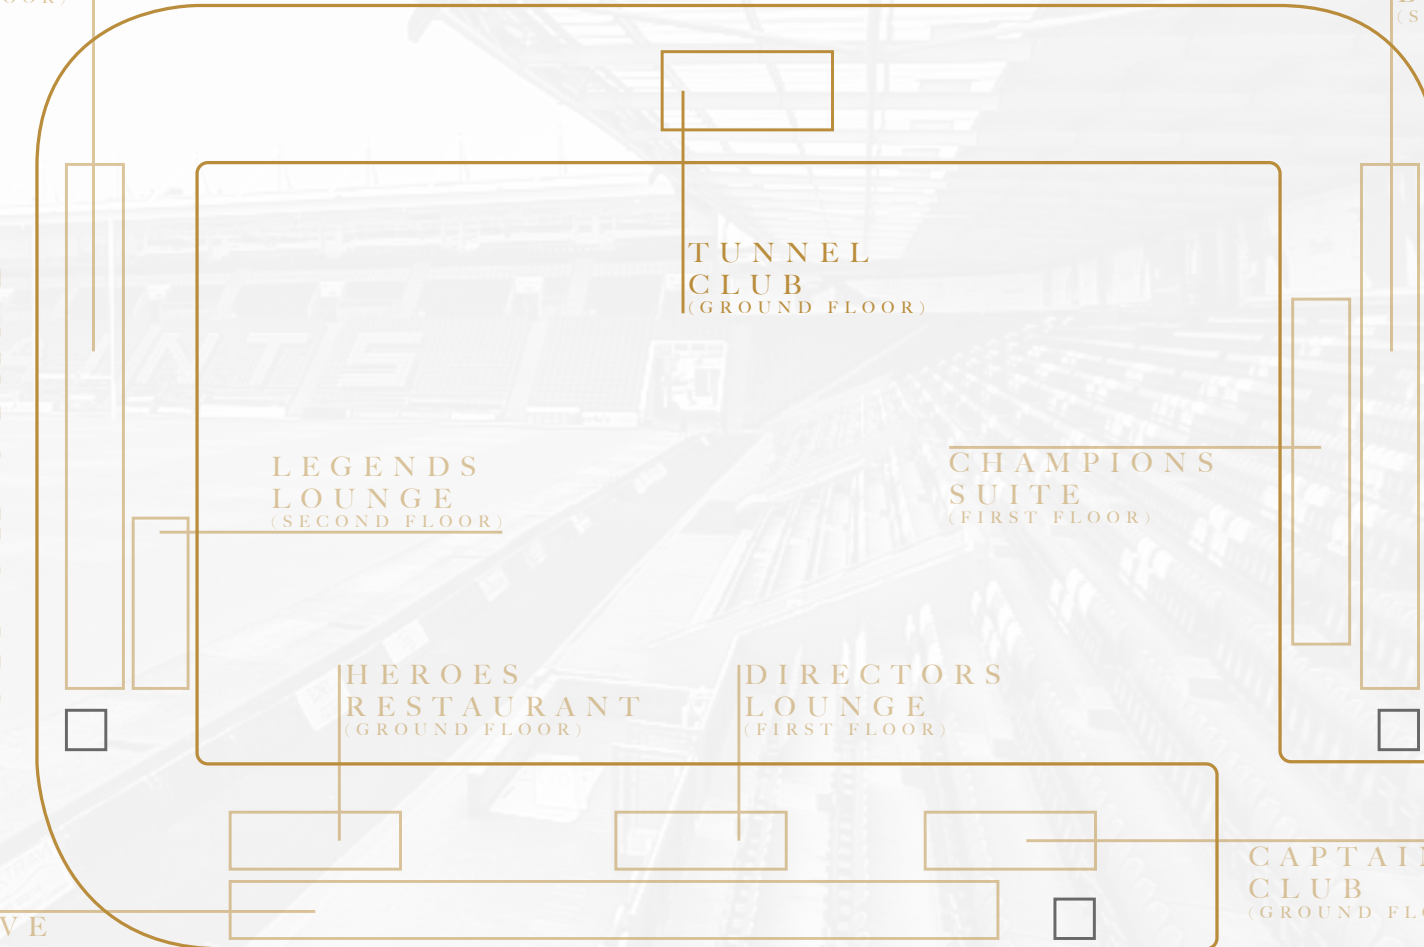 TUNNEL
CLUB
(GROUND FLOOR)
LEGENDS
LOUNGE
(SECOND FLOOR)
CHAMPIONS
SUITE
(FIRST FLOOR)
HEROES
RESTAURANT
(GROUND FLOOR)
DIRECTORS
LOUNGE
(FIRST FLOOR)
CLUB
(GROUND